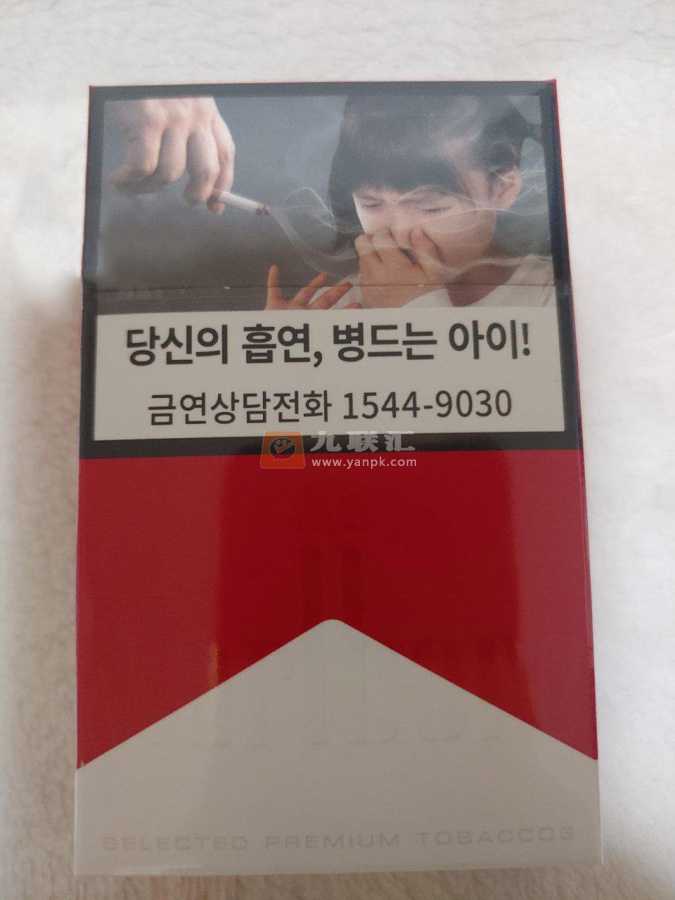 당신의 흡연, 병드는 아이!
금연상담전화 1544-9030
九联汇
www.yanpk.com
SELECTED PREMIUM TOBACCOS